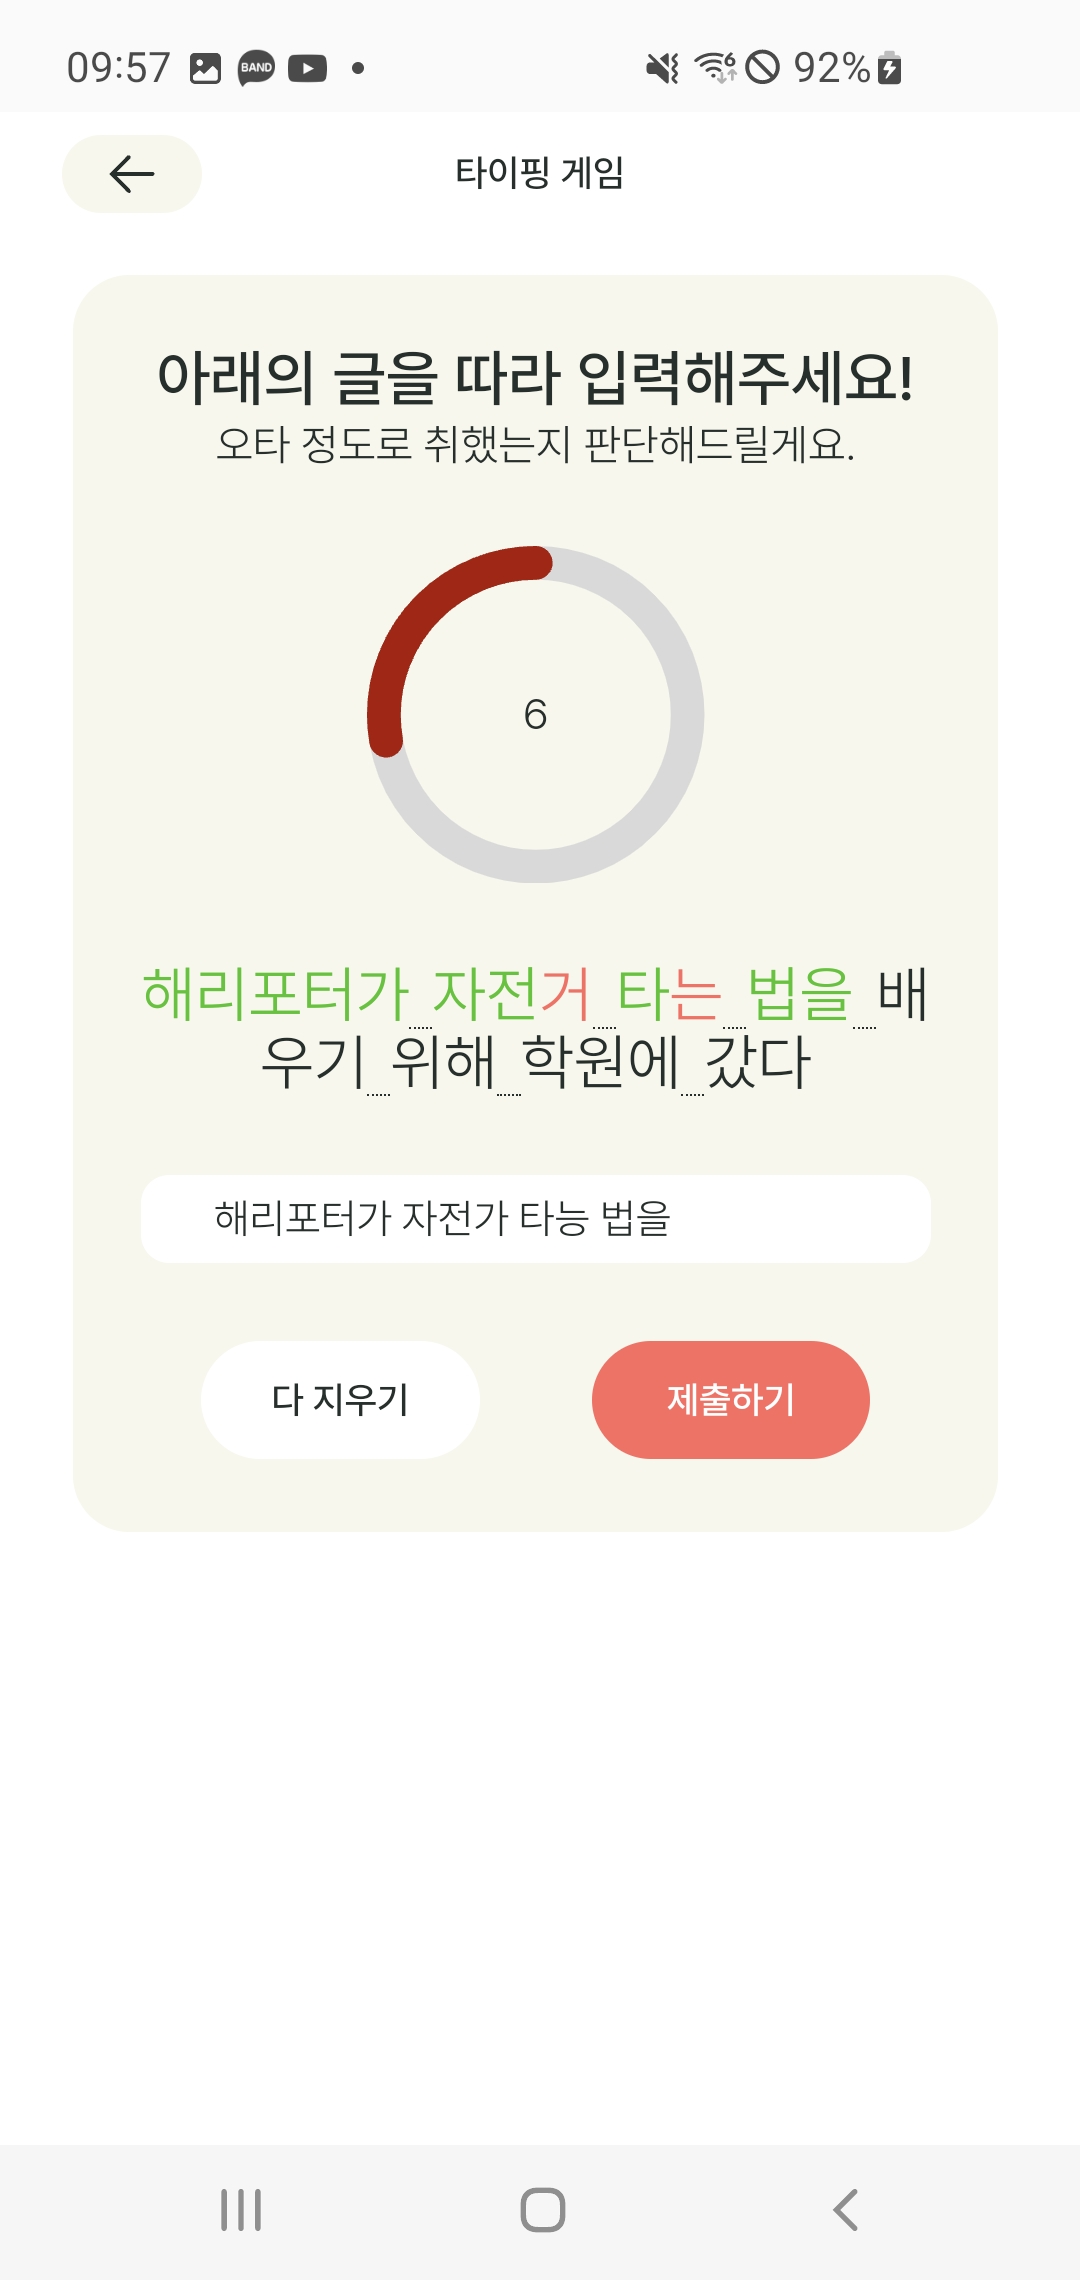 09:57 BAND 6 92%
타이핑 게임
아래의 글을 따라 입력해주세요!
오타 정도로 취했는지 판단해드릴게요.
6
해리포터가 자전거 타는 법을 배
우기 위해 학원에 갔다
해리포터가 자전가 타능 법을
다 지우기 제출하기